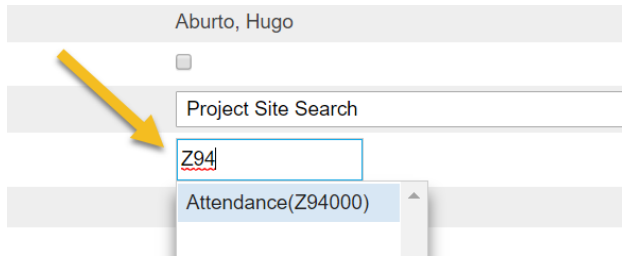 Aburto, Hugo
Project Site Search
Z94
Attendance(Z94000)